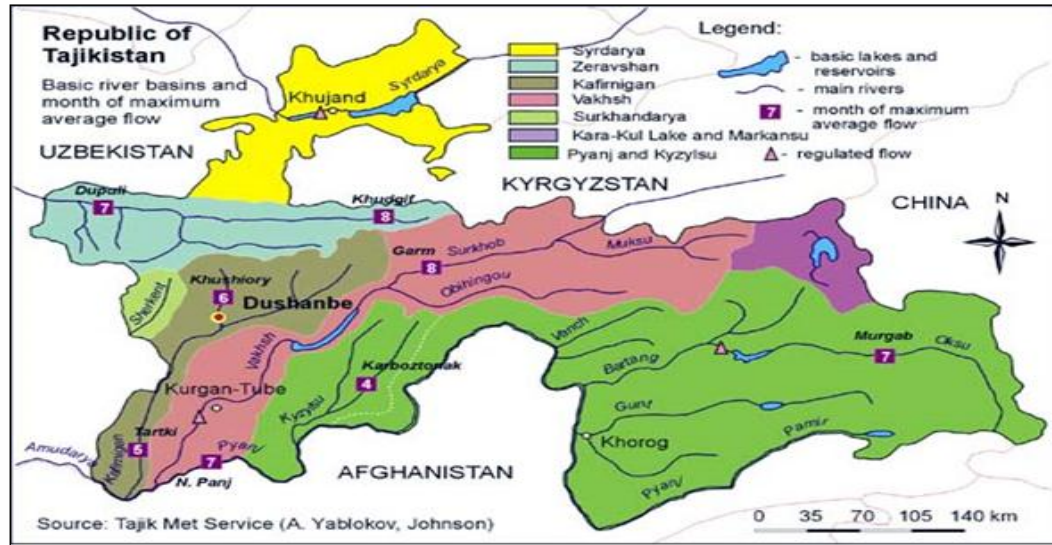 Republic of
Tajikistan
Basic river basins and
month of maximum
average flow
Syrdarya
Zeravshan
Kafirnigan
Vakhsh
Surkhandarya
Kara-Kul Lake and Markansu
Pyanj and Kyzylsu
Legend:
- basic lakes and
reservoirs
- main rivers
7 - month of maximum
average flow
- regulated flow
Syrdarya
Khujand
UZBEKISTAN
KYRGYZSTAN
CHINA
N
Dupuli
7
Khudgif
8
Garm
8
Surkhob
Muksu
Obihingou
Khushiory
6
Dushanbe
Sherkent
Vakhsh
Vanch
Bartang
Murgab
7
Oksu
Karboztonak
4
Kurgan-Tube
Kyzylsu
Gunt
Khorog
Pamir
Tartki
5
Kafirnigan
Amudarya
Pyanj
7
N. Panj
AFGHANISTAN
Pyanj
Source: Tajik Met Service (A. Yablokov, Johnson)
0 35 70 105 140 km